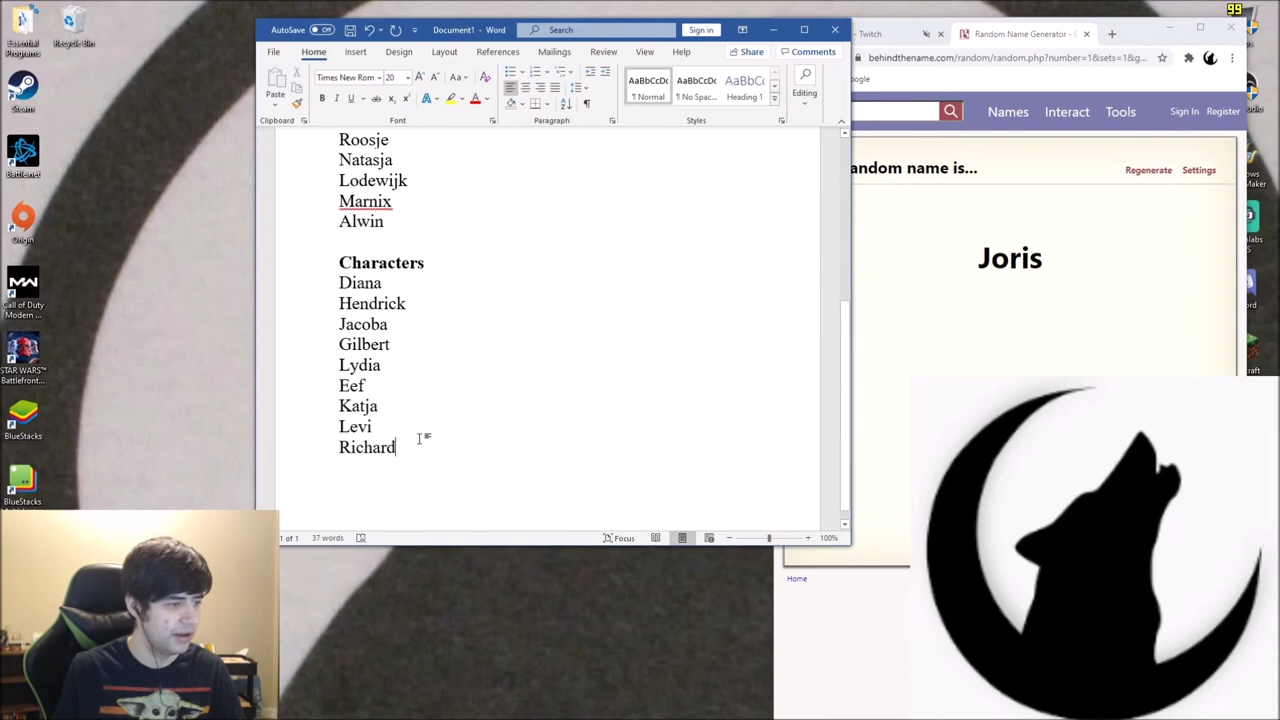 99
Essential
Programs
Recycle Bin
Steam
Battle.net
Origin
Call of Duty
Modern ...
STAR WARS™
Battlefront...
BlueStacks
BlueStacks
AutoSave Off
Document1 - Word
Search
Sign in
File Home Insert Design Layout References Mailings Review View Help Share Comments
Paste
Times New Rom 20
AaBbCcDc AaBbCcDc AaBbCc
¶ Normal ¶ No Spac... Heading 1
Editing
Clipboard Font Paragraph Styles
Roosje
Natasja
Lodewijk
Marnix
Alwin
Characters
Diana
Hendrick
Jacoba
Gilbert
Lydia
Eef
Katja
Levi
Richard
1 of 1 37 words
Focus
100%
- Twitch
Random Name Generator - B
behindthename.com/random/random.php?number=1&sets=1&g...
Names Interact Tools Sign In Register
andom name is...
Regenerate Settings
Joris
Home